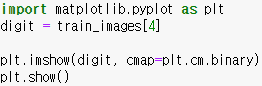 import matplotlib.pyplot as plt
digit = train_images[4]
plt.imshow(digit, cmap=plt.cm.binary)
plt.show()